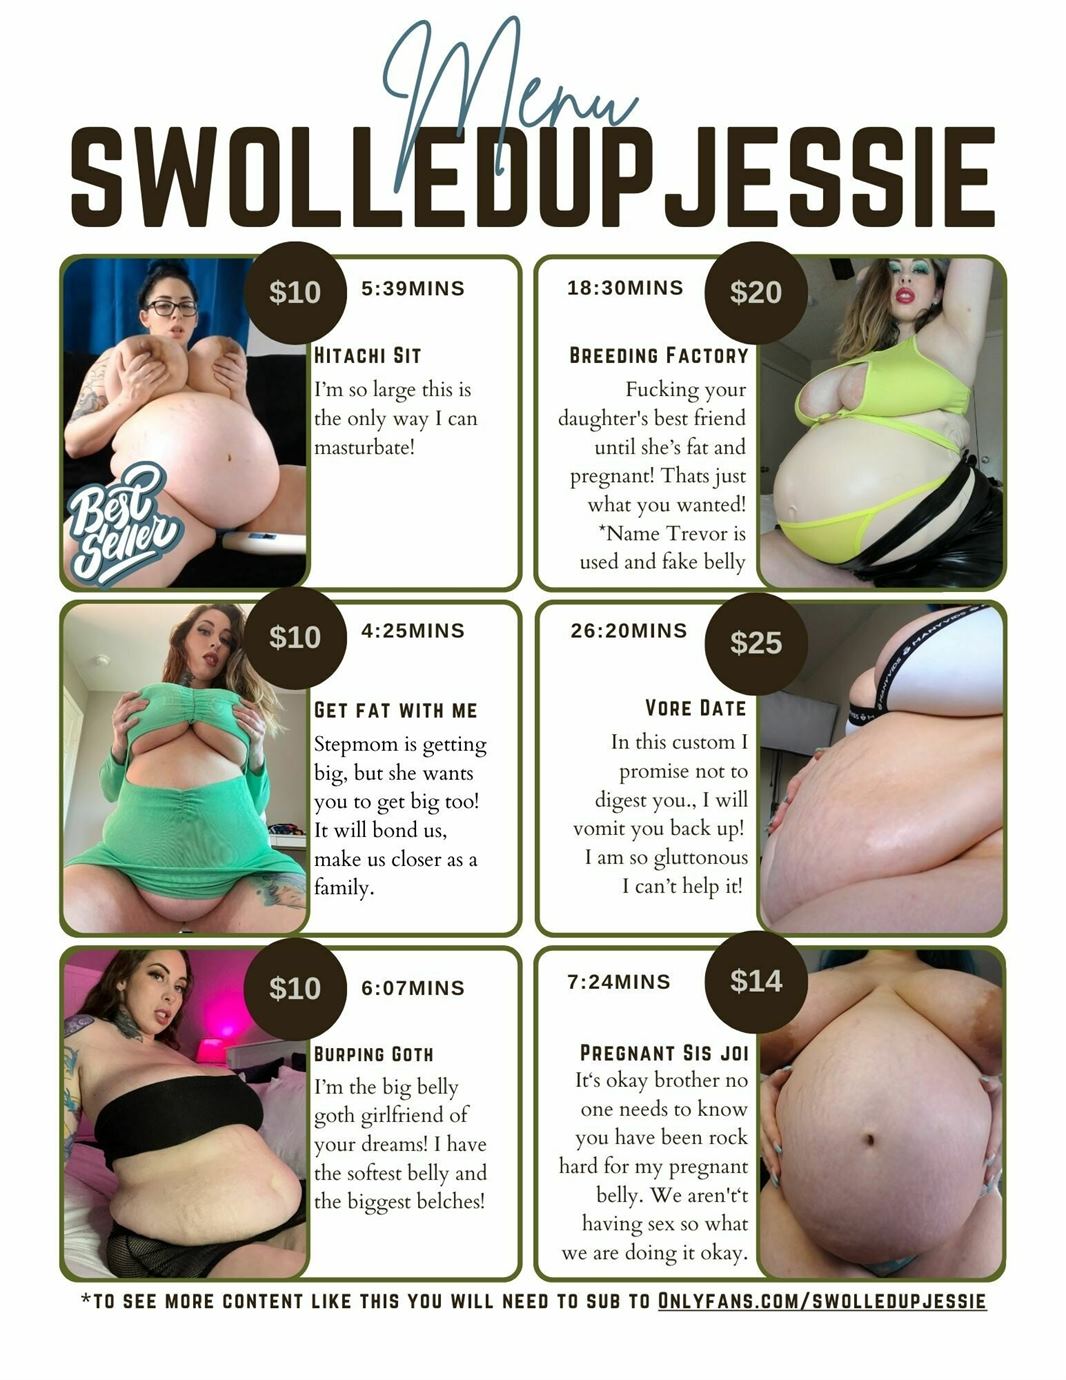 Menu
SWOLLEDUPJESSIE
$10
5:39MINS
HITACHI SIT
I'm so large this is
the only way I can
masturbate!
Best
Seller
18:30MINS
$20
BREEDING FACTORY
Fucking your
daughter's best friend
until she's fat and
pregnant! Thats just
what you wanted!
*Name Trevor is
used and fake belly
$10
4:25MINS
GET FAT WITH ME
Stepmom is getting
big, but she wants
you to get big too!
It will bond us,
make us closer as a
family.
26:20MINS
$25
VORE DATE
In this custom I
promise not to
digest you., I will
vomit you back up!
I am so gluttonous
I can't help it!
MANYVIDS
MANYVIDS
$10
6:07MINS
BURPING GOTH
I'm the big belly
goth girlfriend of
your dreams! I have
the softest belly and
the biggest belches!
7:24MINS
$14
PREGNANT SIS JOI
It‘s okay brother no
one needs to know
you have been rock
hard for my pregnant
belly. We aren't‘t
having sex so what
we are doing it okay.
*TO SEE MORE CONTENT LIKE THIS YOU WILL NEED TO SUB TO ONLYFANS.COM/SWOLLEDUPJESSIE